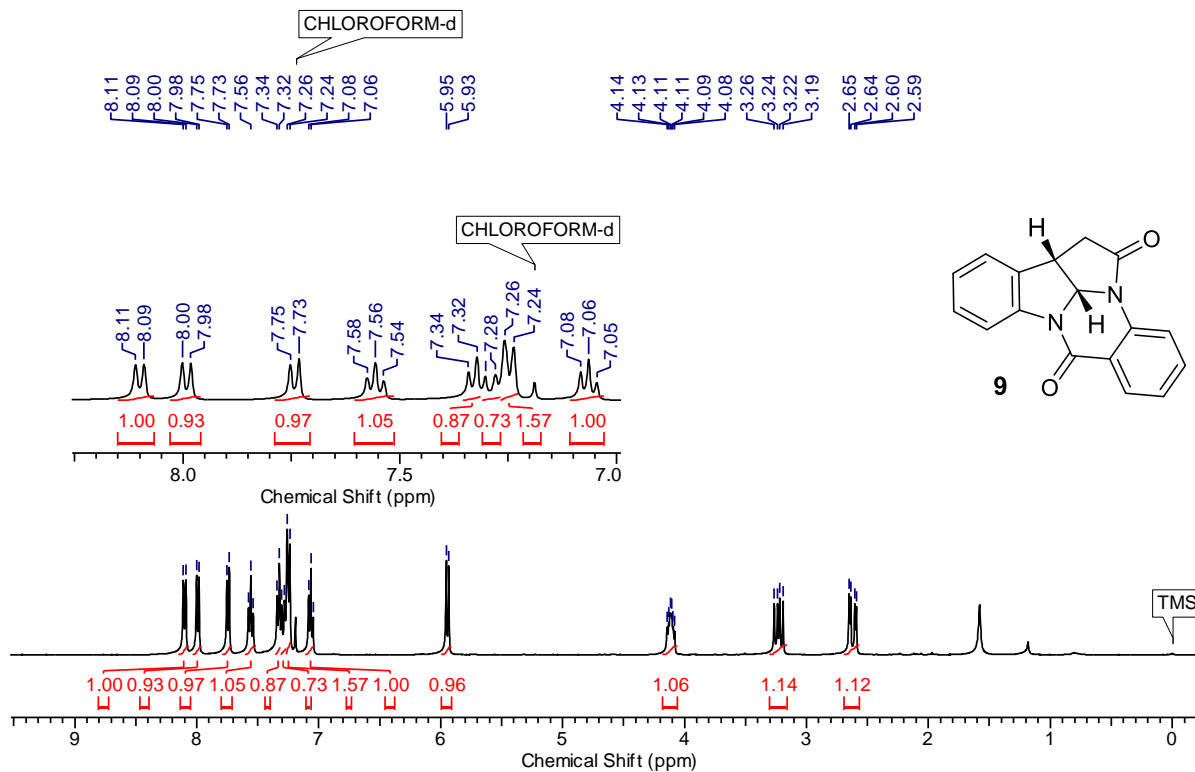 CHLOROFORM-d
8.11 8.09 8.00 7.98 7.75 7.73 7.56 7.34 7.32 7.26 7.24 7.08 7.06 5.95 5.93 4.14 4.13 4.11 4.11 4.09 4.08 3.26 3.24 3.22 3.19 2.65 2.64 2.60 2.59
CHLOROFORM-d
8.11 8.09 8.00 7.98 7.75 7.73 7.58 7.56 7.54 7.34 7.32 7.28 7.26 7.24 7.08 7.06 7.05
1.00 0.93 0.97 1.05 0.87 0.73 1.57 1.00
8.0 7.5 7.0
Chemical Shift (ppm)
H O
N
N H
O
9
TMS
1.00 0.93 0.97 1.05 0.87 0.73 1.57 1.00 0.96 1.06 1.14 1.12
9 8 7 6 5 4 3 2 1 0
Chemical Shift (ppm)